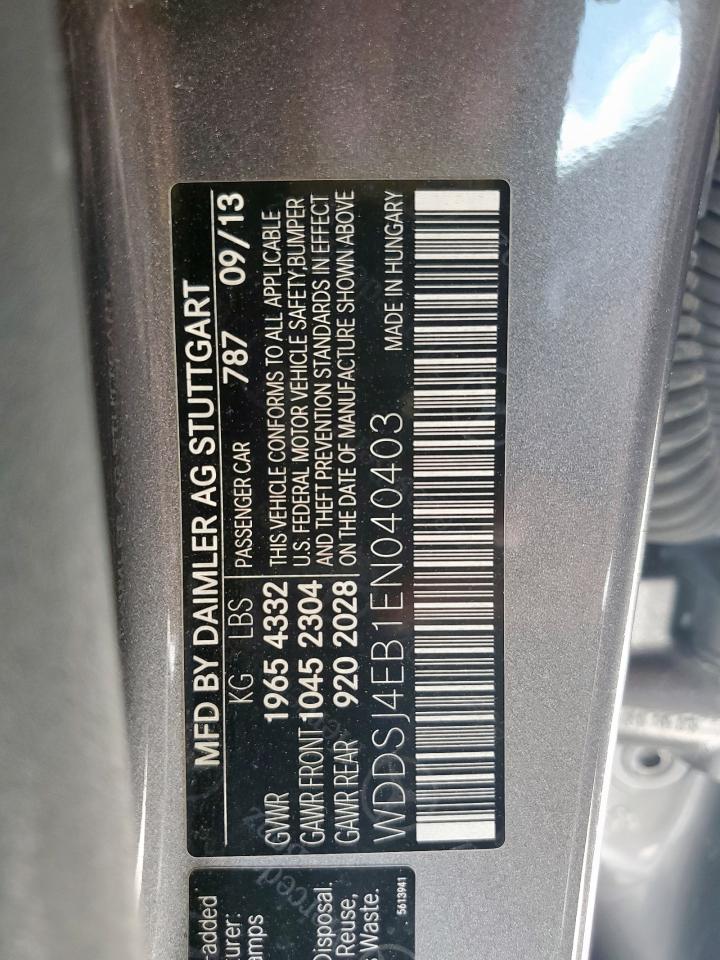 MFD BY DAIMLER AG STUTTGART
KG LBS PASSENGER CAR 787 09/13
GVWR 1965 4332
GAWR FRONT 1045 2304
GAWR REAR 920 2028
THIS VEHICLE CONFORMS TO ALL APPLICABLE
U.S. FEDERAL MOTOR VEHICLE SAFETY,BUMPER
AND THEFT PREVENTION STANDARDS IN EFFECT
ON THE DATE OF MANUFACTURE SHOWN ABOVE
WDDSJ4EB1EN040403 MADE IN HUNGARY
-added
turer:
amps
Disposal.
Reuse,
Waste.
5613941